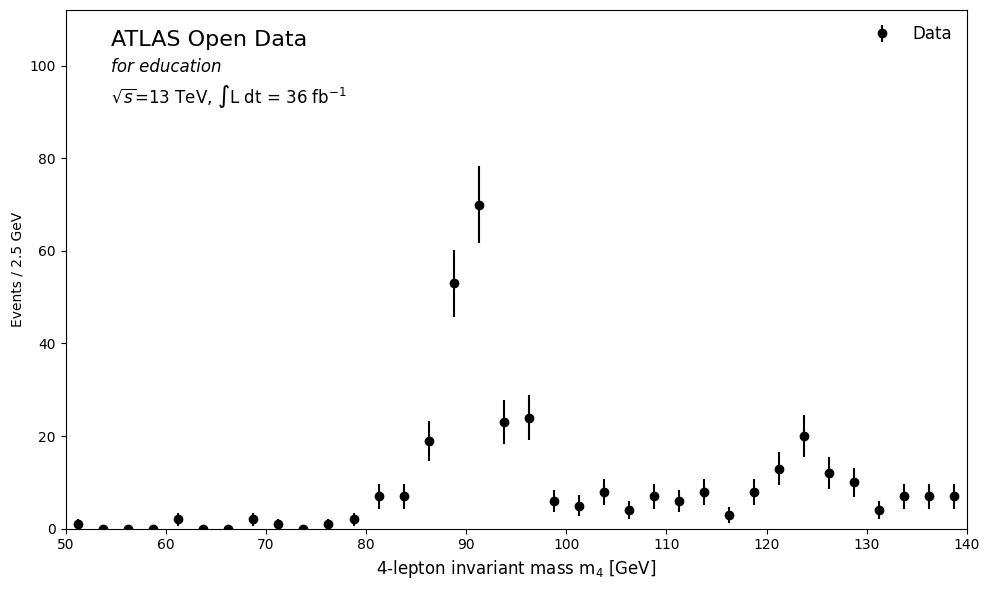 ATLAS Open Data
for education
√s=13 TeV, ∫L dt = 36 fb⁻¹
Data
Events / 2.5 GeV
100
80
60
40
20
0
50 60 70 80 90 100 110 120 130 140
4-lepton invariant mass m₄ [GeV]